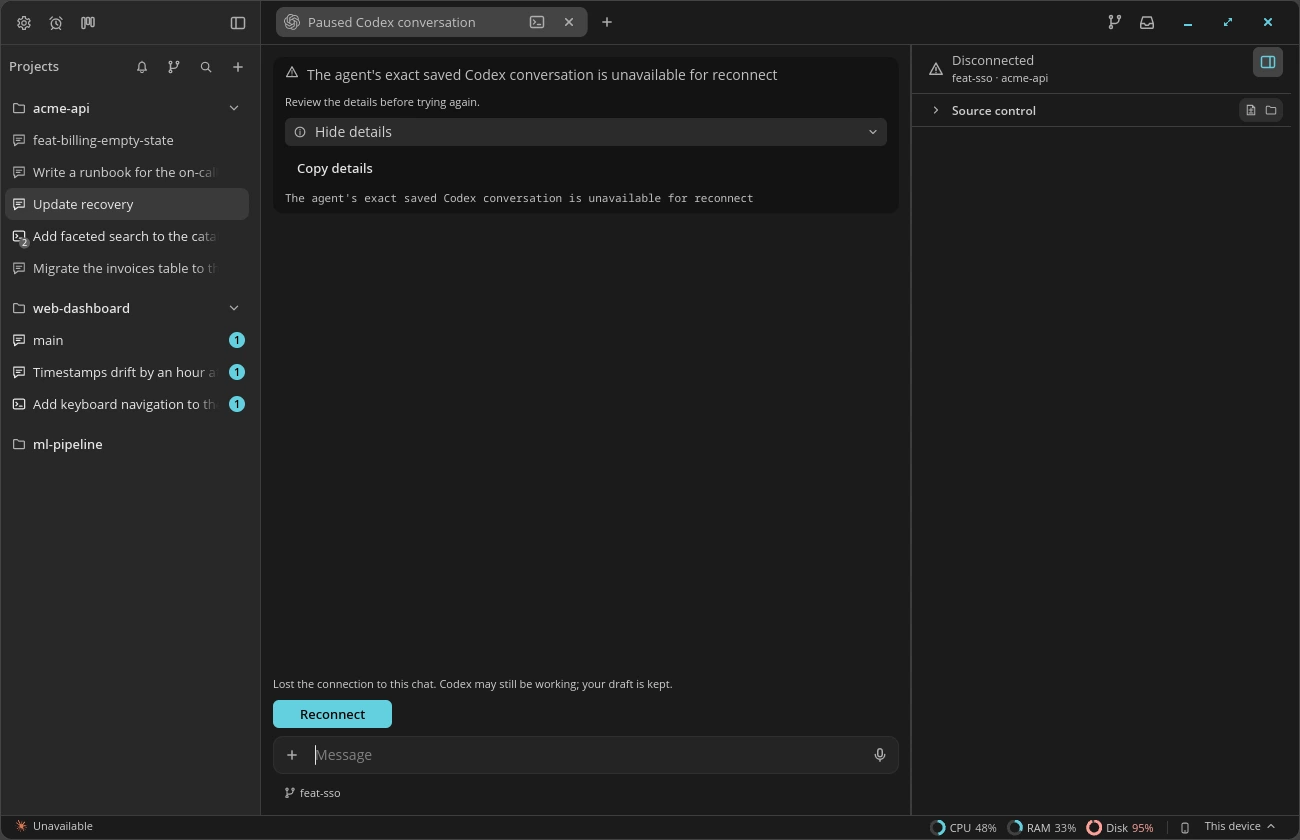 Paused Codex conversation
Projects
acme-api
feat-billing-empty-state
Write a runbook for the on-cal
Update recovery
2
Add faceted search to the cata
Migrate the invoices table to th
web-dashboard
main
1
Timestamps drift by an hour a
1
Add keyboard navigation to th
1
ml-pipeline
The agent's exact saved Codex conversation is unavailable for reconnect
Review the details before trying again.
Hide details
Copy details
The agent's exact saved Codex conversation is unavailable for reconnect
Lost the connection to this chat. Codex may still be working; your draft is kept.
Reconnect
Message
feat-sso
Disconnected
feat-sso · acme-api
Source control
Unavailable
CPU 48%
RAM 33%
Disk 95%
This device